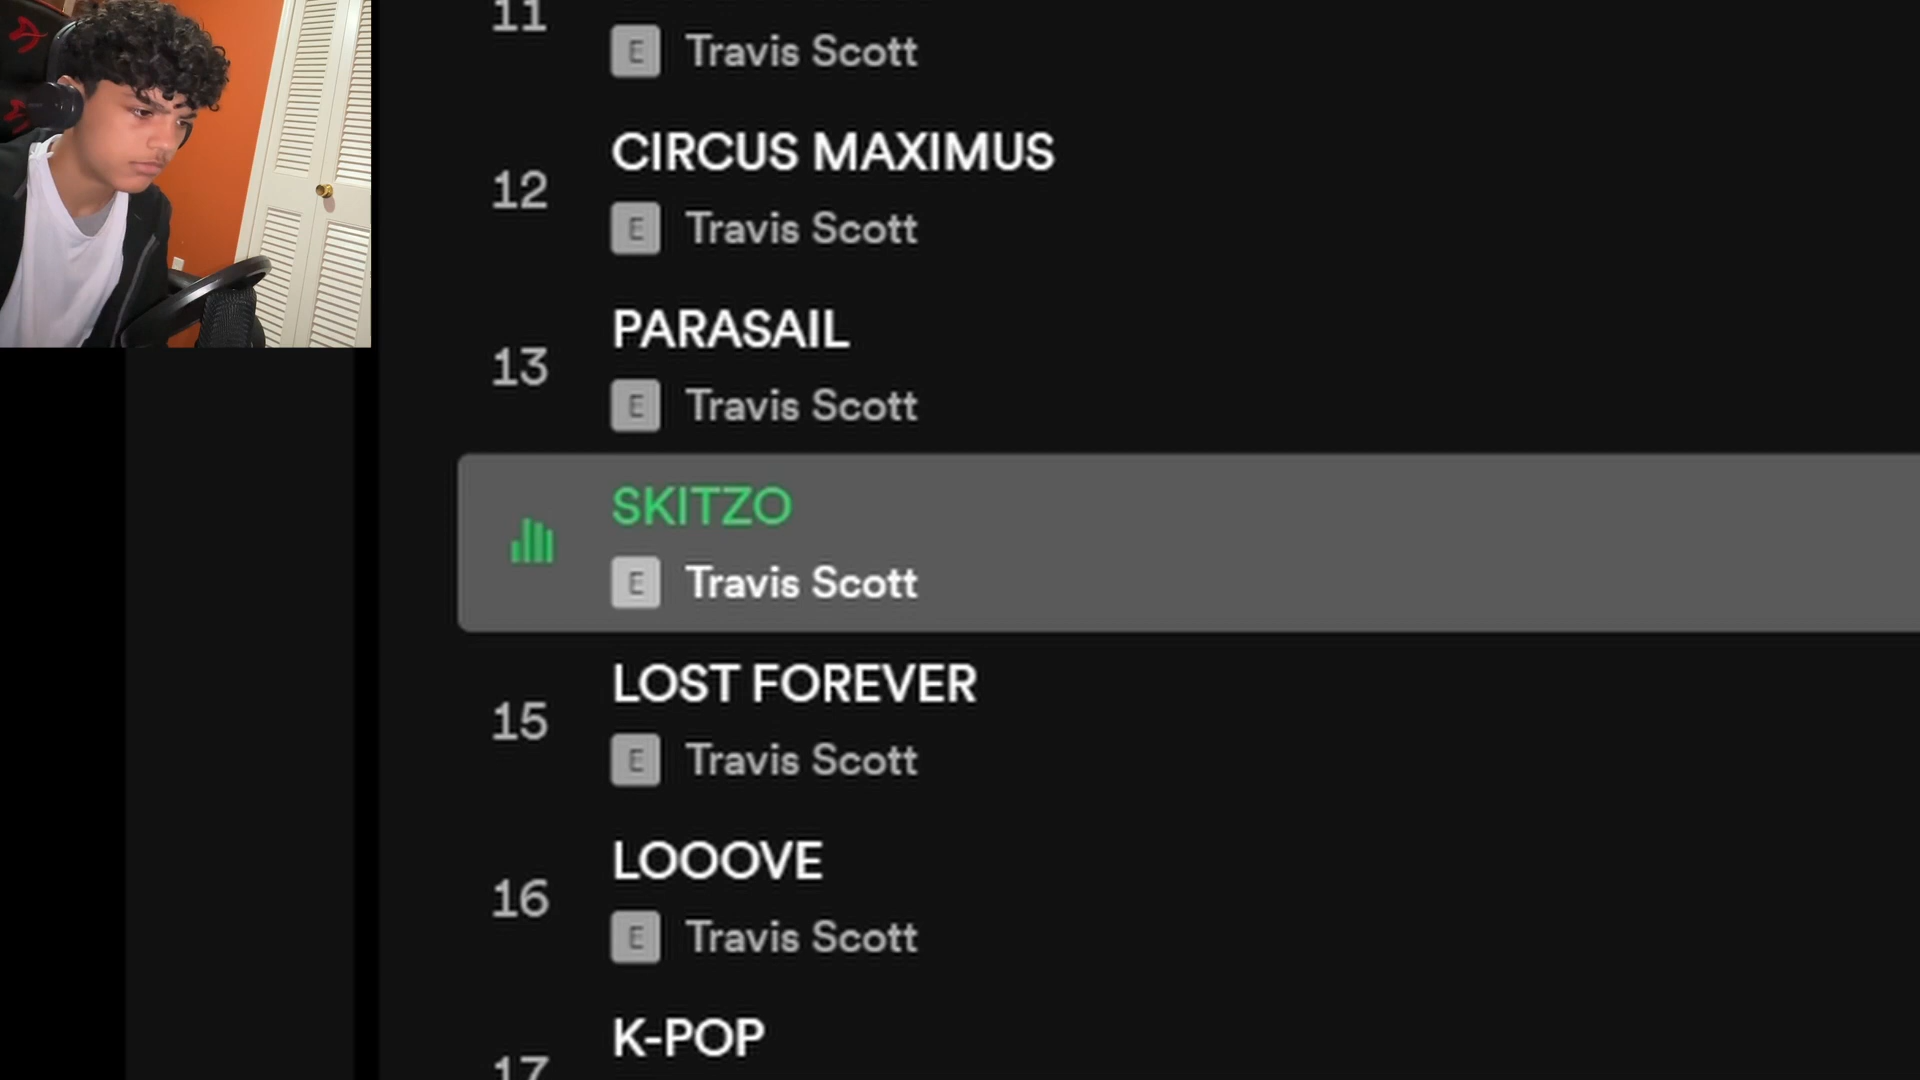 11
E Travis Scott
CIRCUS MAXIMUS
12
E Travis Scott
PARASAIL
13
E Travis Scott
SKITZO
E Travis Scott
LOST FOREVER
15
E Travis Scott
LOOOVE
16
E Travis Scott
K-POP
17